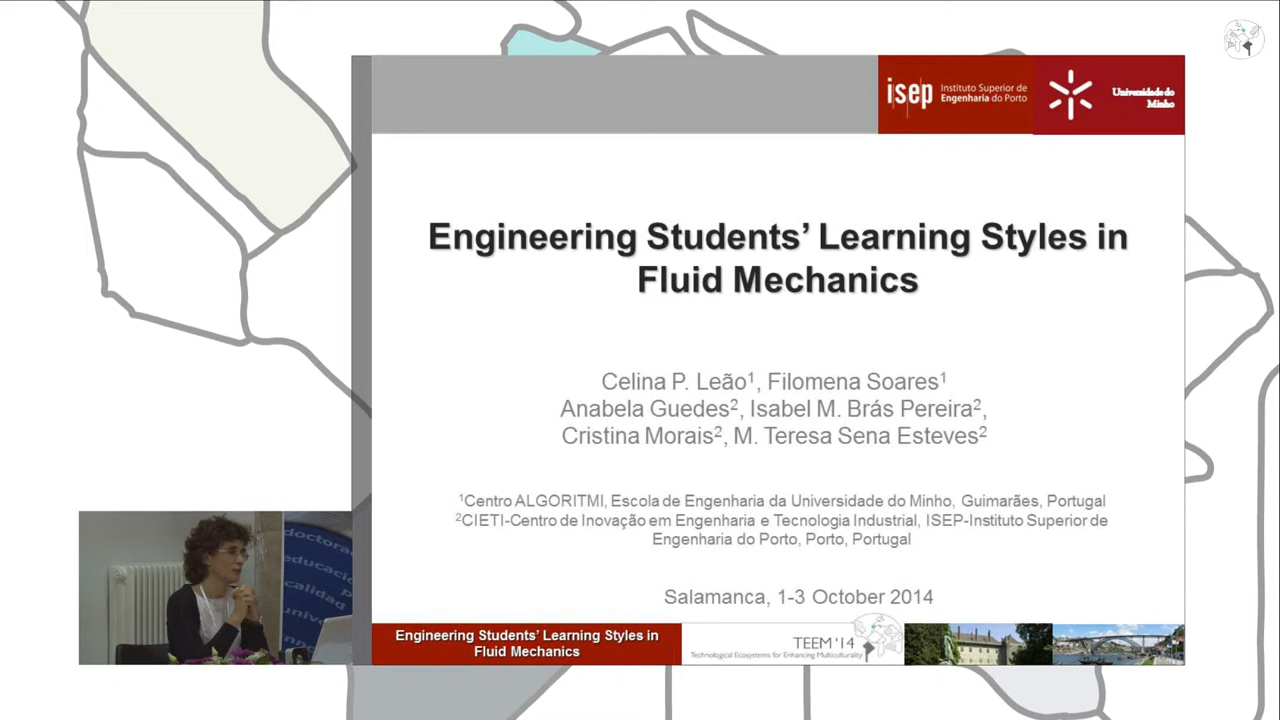 isep
Instituto Superior de
Engenharia do Porto
Universidade do
Minho
Engineering Students’ Learning Styles in
Fluid Mechanics
Celina P. Leão¹, Filomena Soares¹
Anabela Guedes², Isabel M. Brás Pereira²,
Cristina Morais², M. Teresa Sena Esteves²
¹Centro ALGORITMI, Escola de Engenharia da Universidade do Minho, Guimarães, Portugal
²CIETI-Centro de Inovação em Engenharia e Tecnologia Industrial, ISEP-Instituto Superior de
Engenharia do Porto, Porto, Portugal
Salamanca, 1-3 October 2014
Engineering Students’ Learning Styles in
Fluid Mechanics
TEEM '14
Technological Ecosystems for Enhancing Multiculturality
doctorad
educació
calidad
unive